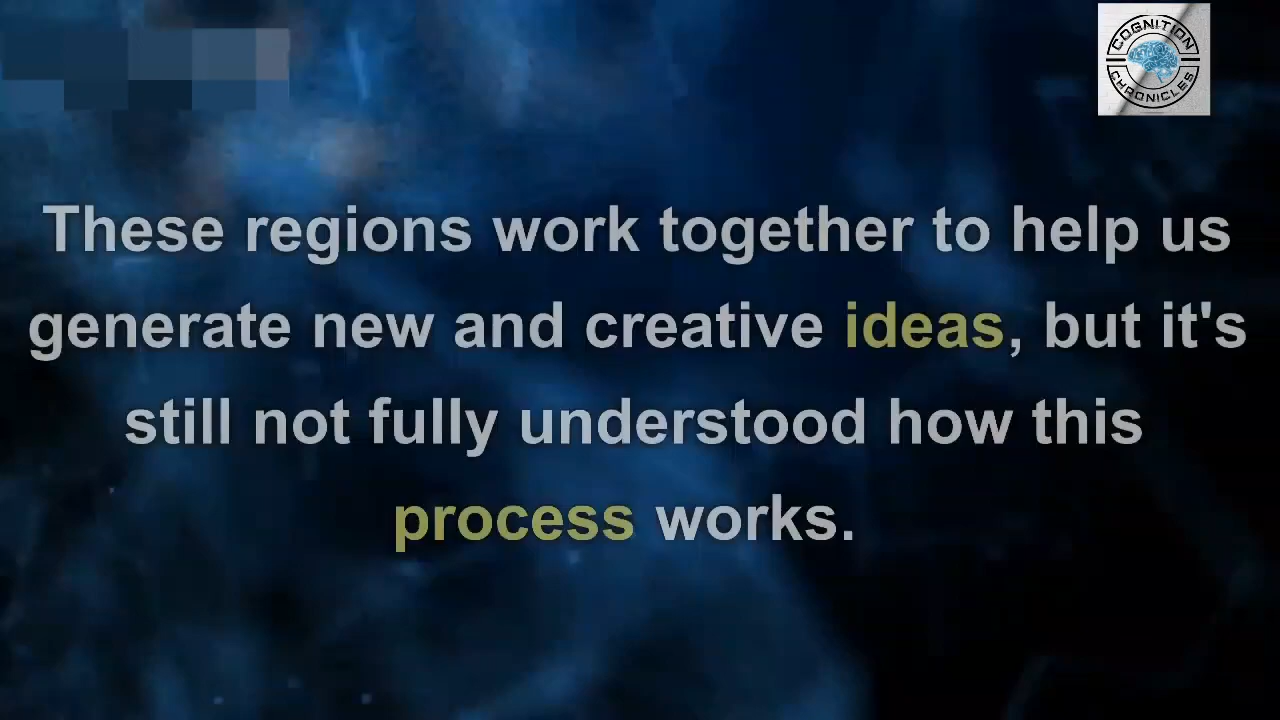 COGNITION
CHRONICLES
These regions work together to help us
generate new and creative ideas, but it's
still not fully understood how this
process works.